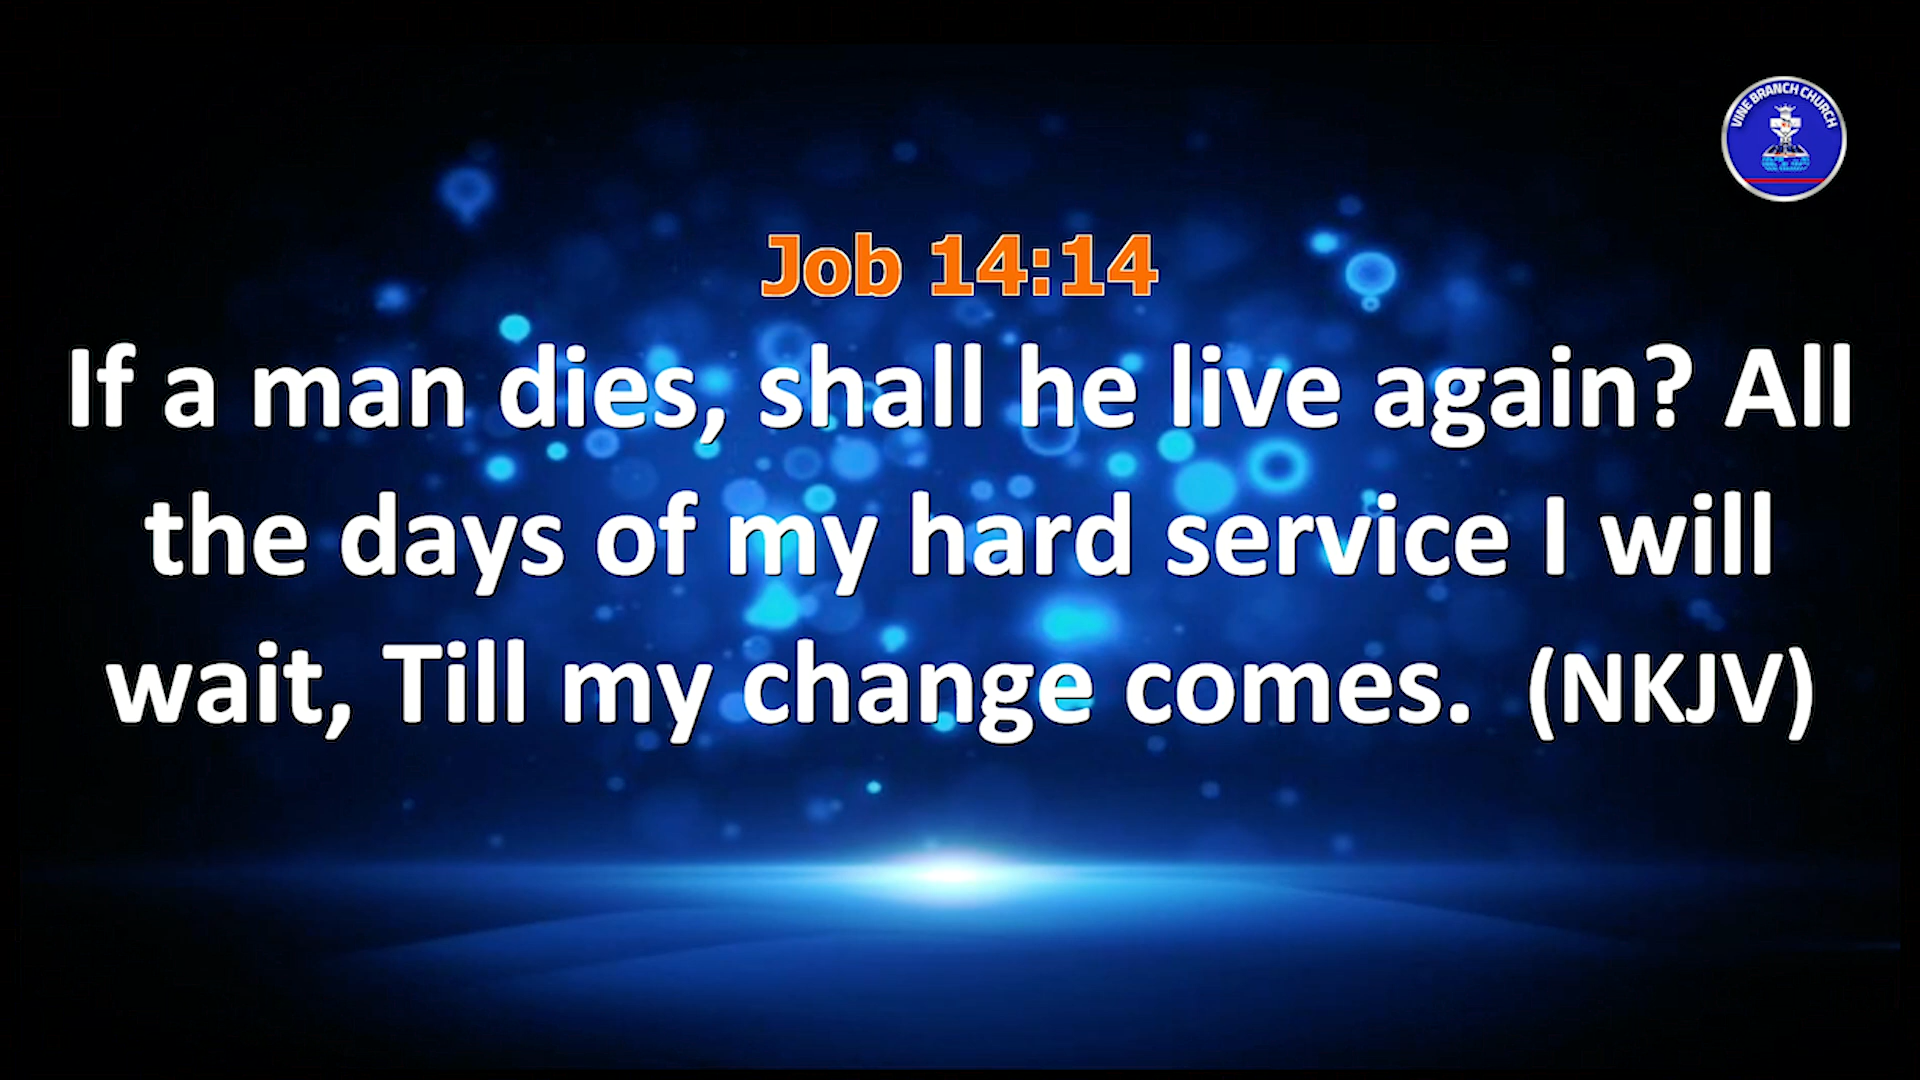 VINE BRANCH CHURCH
Job 14:14
If a man dies, shall he live again? All
the days of my hard service I will
wait, Till my change comes.  (NKJV)